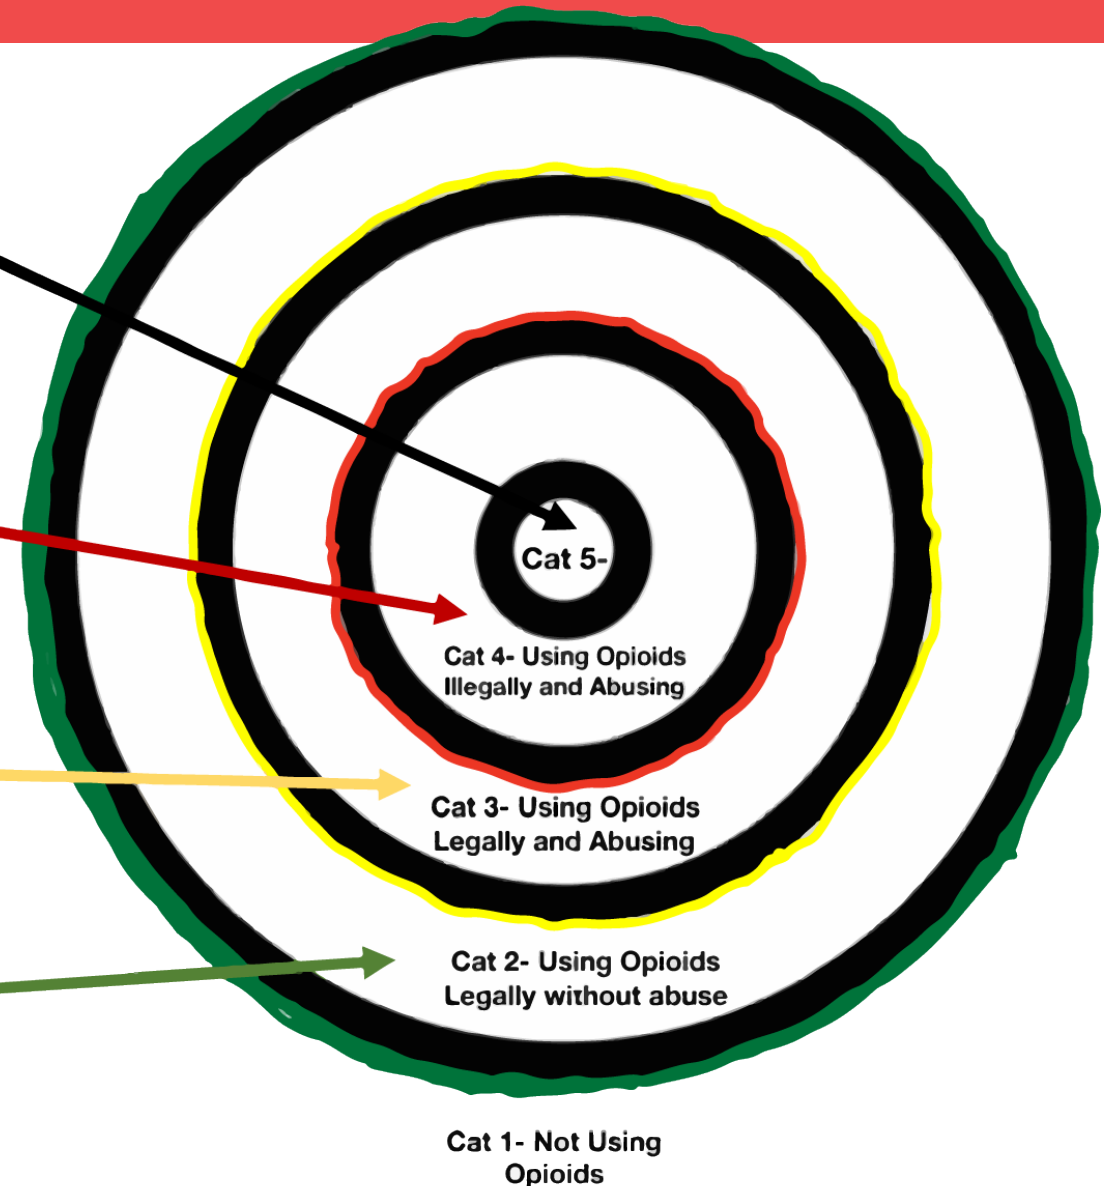 Cat 5-
Cat 4- Using Opioids
Illegally and Abusing
Cat 3- Using Opioids
Legally and Abusing
Cat 2- Using Opioids
Legally without abuse
Cat 1- Not Using
Opioids